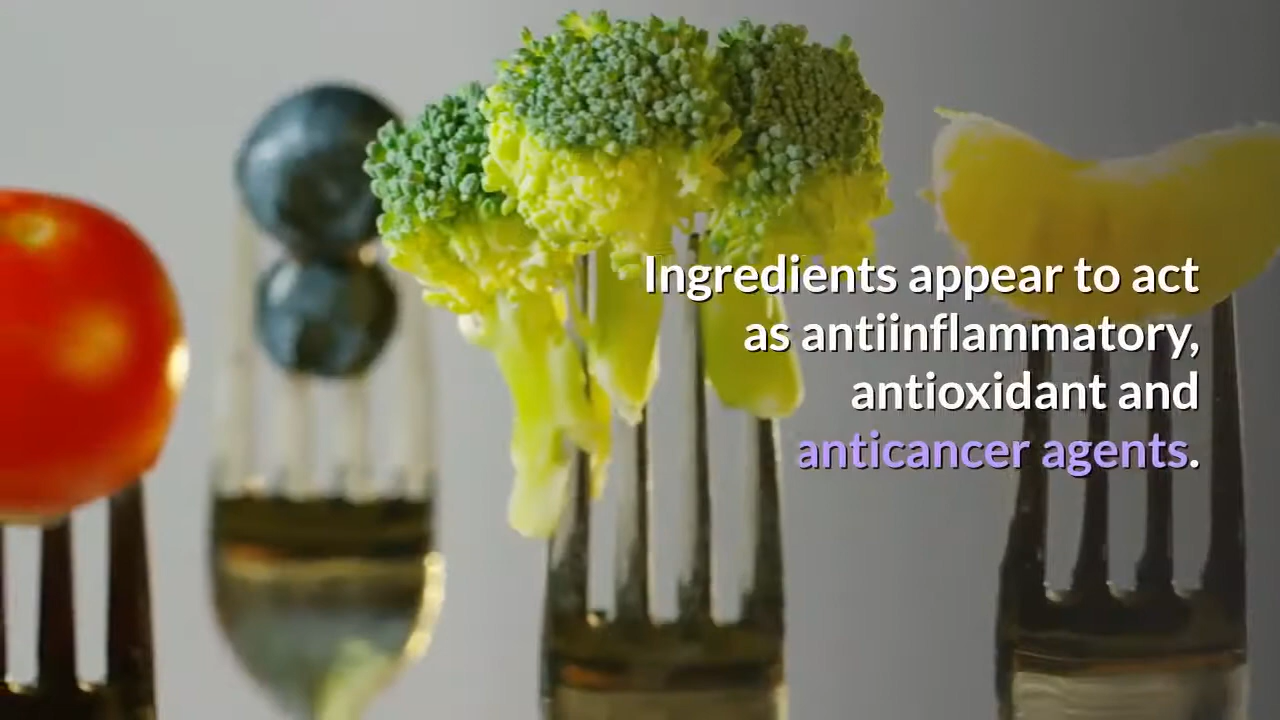 Ingredients appear to act
as antiinflammatory,
antioxidant and
anticancer agents.